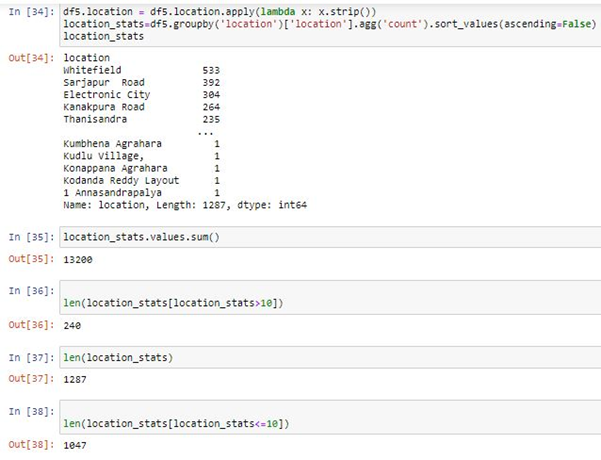 In [34]: df5.location = df5.location.apply(lambda x: x.strip())
location_stats=df5.groupby('location')['location'].agg('count').sort_values(ascending=False)
location_stats
Out[34]: location
Whitefield 533
Sarjapur  Road 392
Electronic City 304
Kanakpura Road 264
Thanisandra 235
...
Kumbhena Agrahara 1
Kudlu Village, 1
Konappana Agrahara 1
Kodanda Reddy Layout 1
1 Annasandrapalya 1
Name: location, Length: 1287, dtype: int64
In [35]: location_stats.values.sum()
Out[35]: 13200
In [36]:
len(location_stats[location_stats>10])
Out[36]: 240
In [37]: len(location_stats)
Out[37]: 1287
In [38]:
len(location_stats[location_stats<=10])
Out[38]: 1047